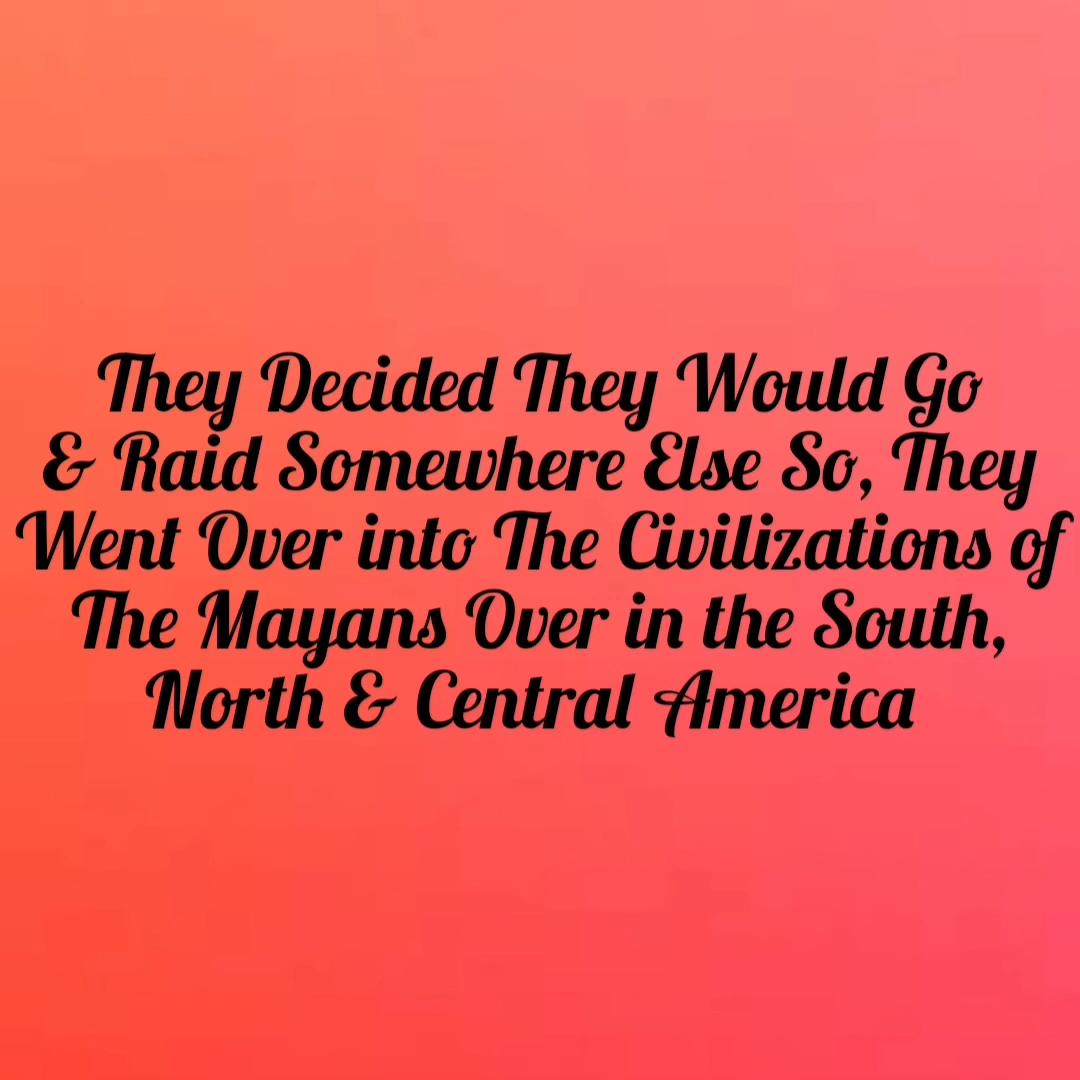 They Decided They Would Go
& Raid Somewhere Else So, They
Went Over into The Civilizations of
The Mayans Over in the South,
North & Central America